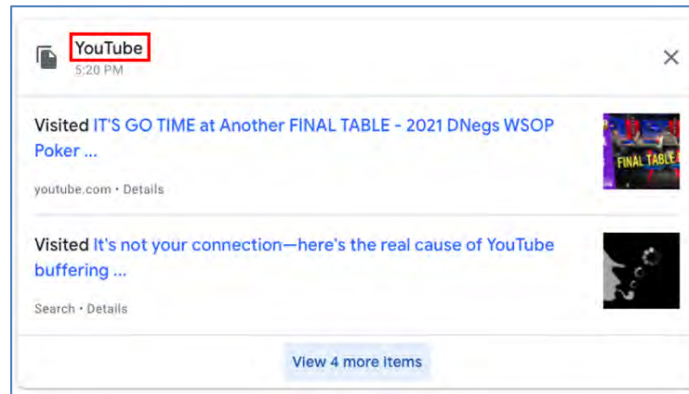 YouTube
5:20 PM
Visited IT'S GO TIME at Another FINAL TABLE - 2021 DNegs WSOP
Poker ...
FINAL TABLE
youtube.com • Details
Visited It's not your connection—here's the real cause of YouTube
buffering ...
Search • Details
View 4 more items